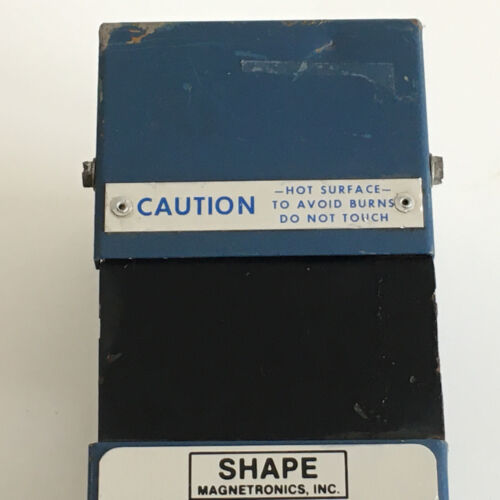 CAUTION
—HOT SURFACE—
TO AVOID BURNS
DO NOT TOUCH
SHAPE
MAGNETRONICS, INC.